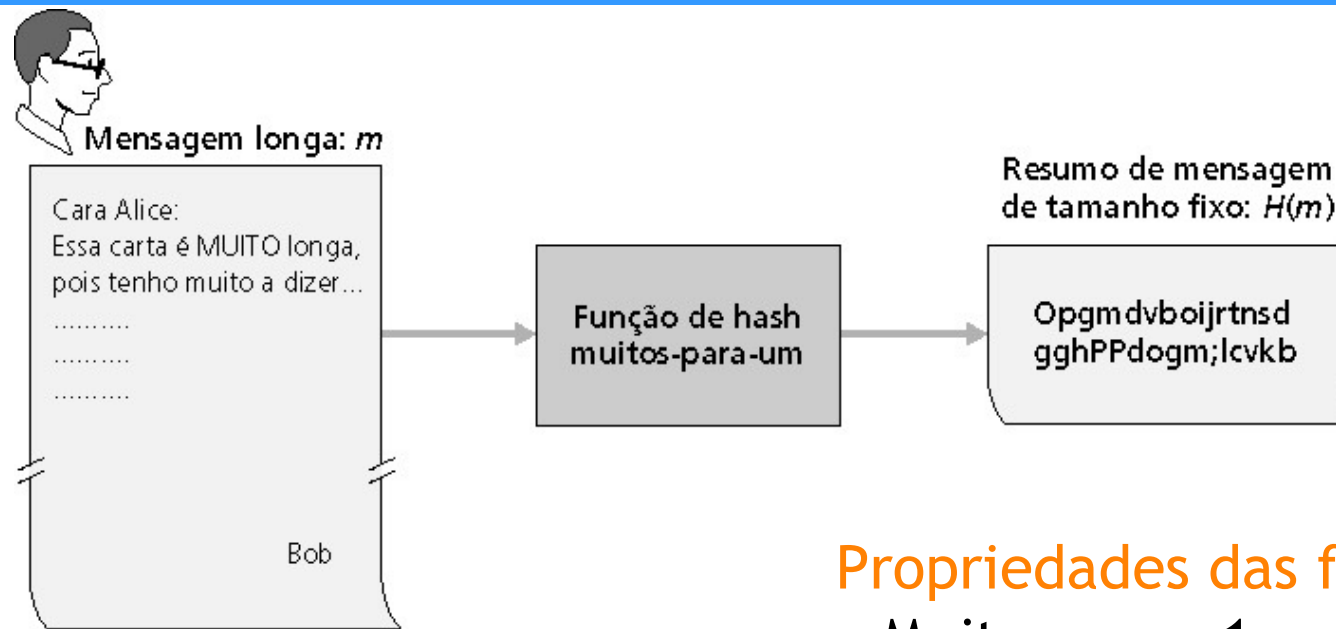 Mensagem longa: m
Cara Alice:
Essa carta é MUITO longa,
pois tenho muito a dizer...
..........
..........
..........
Bob
Função de hash
muitos-para-um
Resumo de mensagem
de tamanho fixo: H(m)
Opgmdvboijrtnsd
gghPPdogm;lcvkb
Propriedades das f